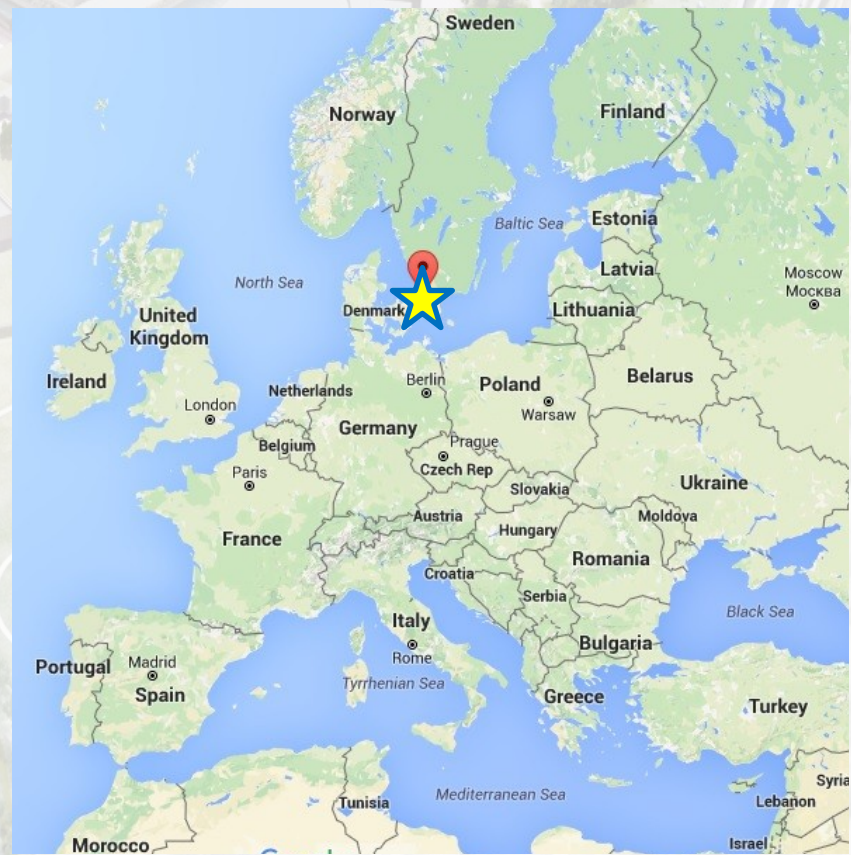 Sweden
Norway
Finland
Baltic Sea
Estonia
North Sea
Latvia
Moscow
Москва
Denmark
Lithuania
United
Kingdom
Ireland
Netherlands
Berlin
Poland
Belarus
London
Warsaw
Germany
Belgium
Prague
Paris
Czech Rep
Slovakia
Ukraine
Austria
Moldova
France
Hungary
Romania
Croatia
Serbia
Black Sea
Italy
Bulgaria
Rome
Portugal
Madrid
Spain
Tyrrhenian Sea
Greece
Turkey
Syria
Mediterranean Sea
Tunisia
Lebanon
Morocco
Israel